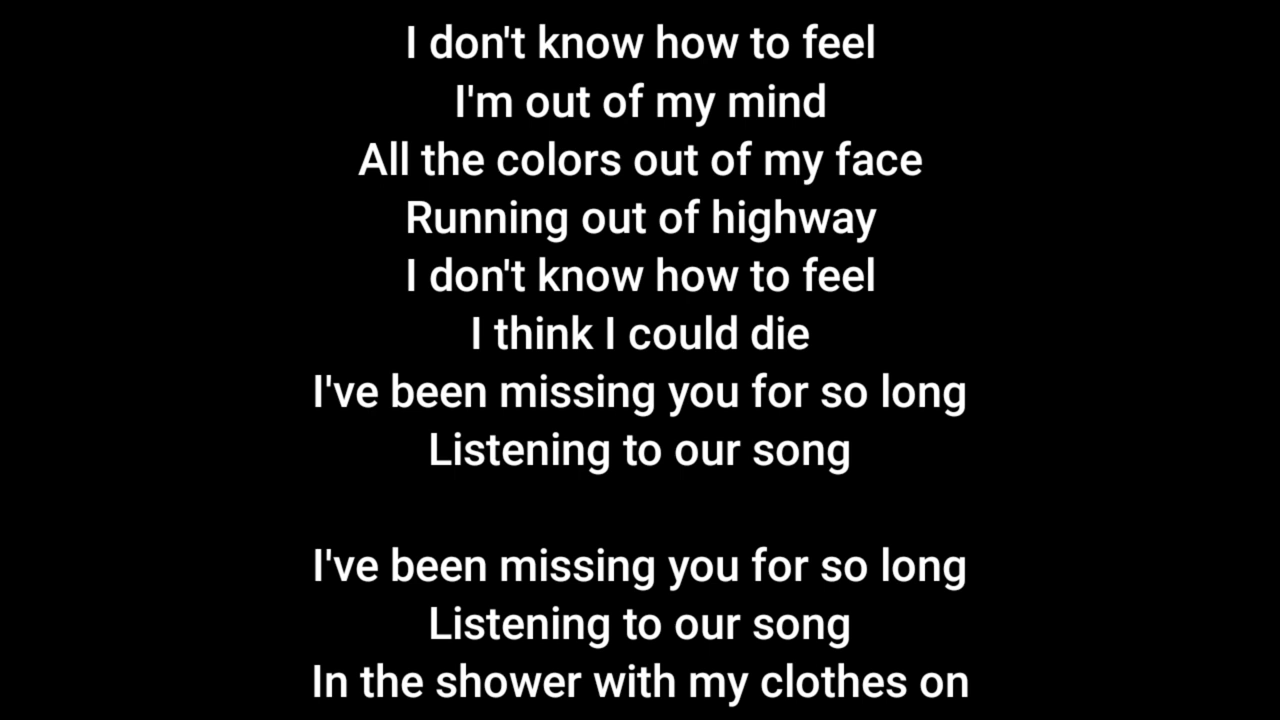 I don't know how to feel
I'm out of my mind
All the colors out of my face
Running out of highway
I don't know how to feel
I think I could die
I've been missing you for so long
Listening to our song
I've been missing you for so long
Listening to our song
In the shower with my clothes on